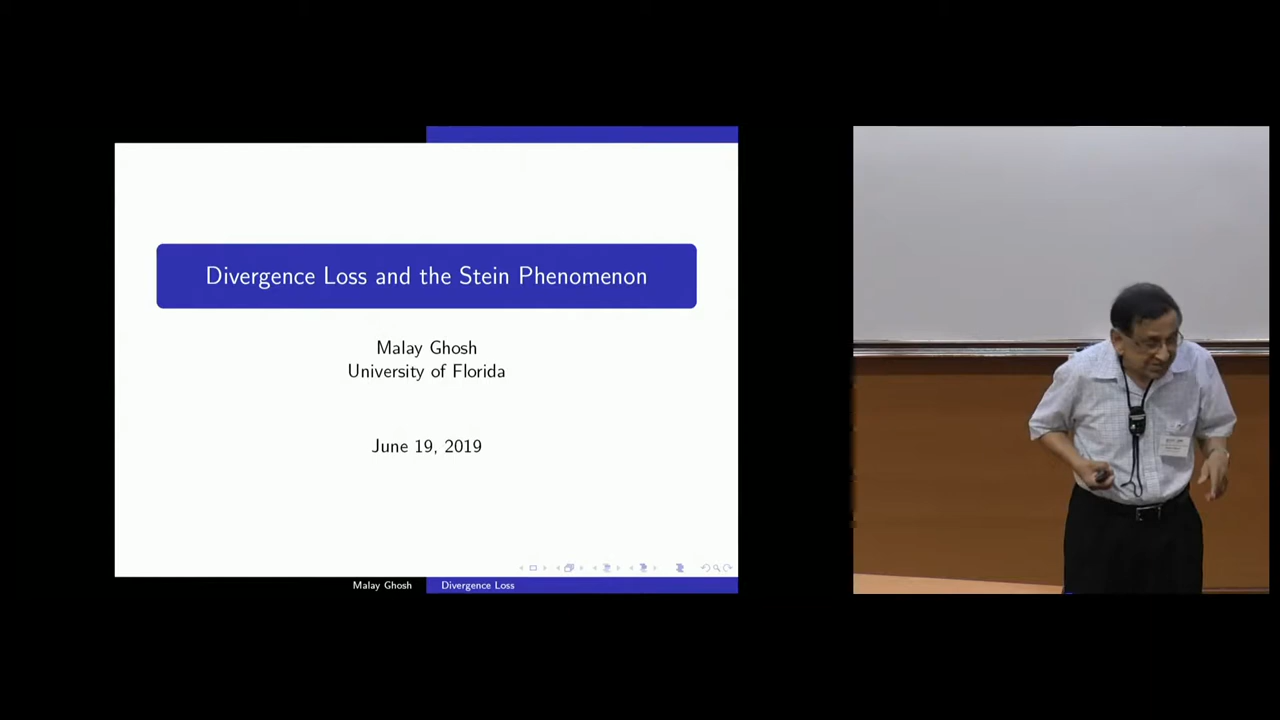 Divergence Loss and the Stein Phenomenon
Malay Ghosh
University of Florida
June 19, 2019
Malay Ghosh
Divergence Loss